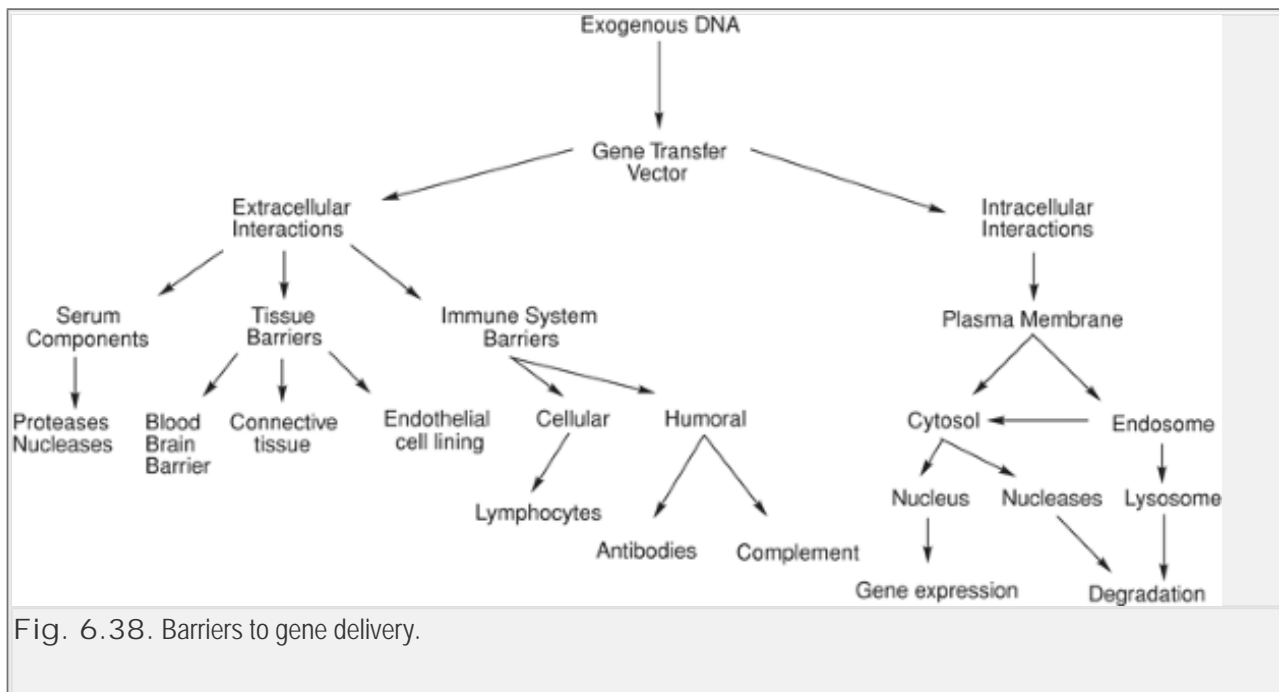 Exogenous DNA
Gene Transfer
Vector
Extracellular
Interactions
Intracellular
Interactions
Serum
Components
Tissue
Barriers
Immune System
Barriers
Plasma Membrane
Proteases
Nucleases
Blood
Brain
Barrier
Connective
tissue
Endothelial
cell lining
Cellular
Humoral
Cytosol
Endosome
Lymphocytes
Nucleus
Nucleases
Lysosome
Antibodies
Complement
Gene expression
Degradation
Fig. 6.38. Barriers to gene delivery.